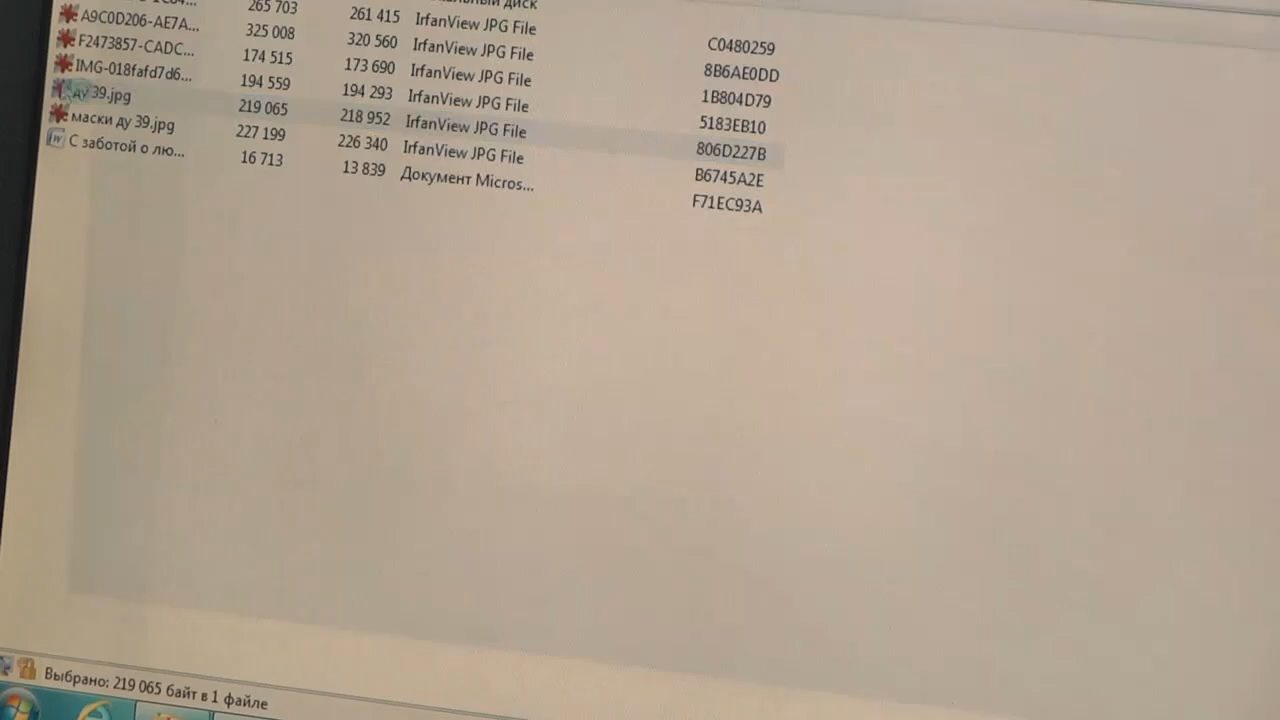 диск
265 703 261 415 IrfanView JPG File C0480259
A9C0D206-AE7A... 325 008 320 560 IrfanView JPG File 8B6AE0DD
F2473857-CADC... 174 515 173 690 IrfanView JPG File 1B804D79
IMG-018fafd7d6... 194 559 194 293 IrfanView JPG File 5183EB10
ду 39.jpg 219 065 218 952 IrfanView JPG File 806D227B
маски ду 39.jpg 227 199 226 340 IrfanView JPG File B6745A2E
С заботой о лю... 16 713 13 839 Документ Micros... F71EC93A
Выбрано: 219 065 байт в 1 файле